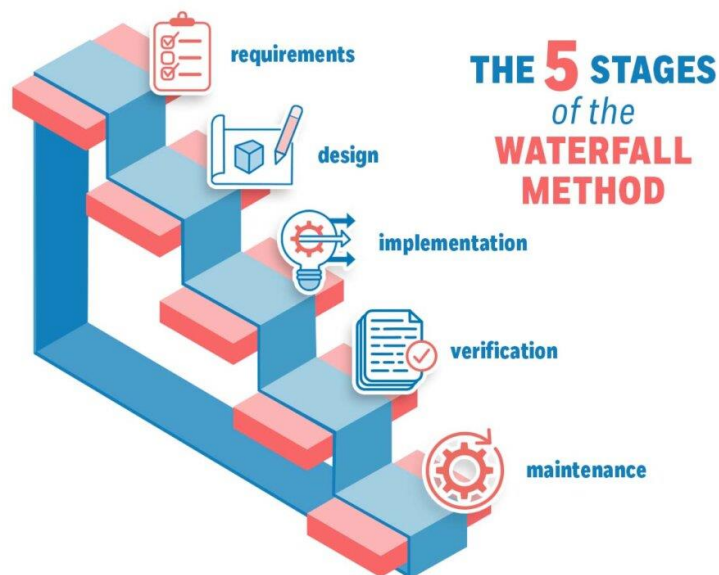 THE 5 STAGES
of the
WATERFALL
METHOD
requirements
design
implementation
verification
maintenance